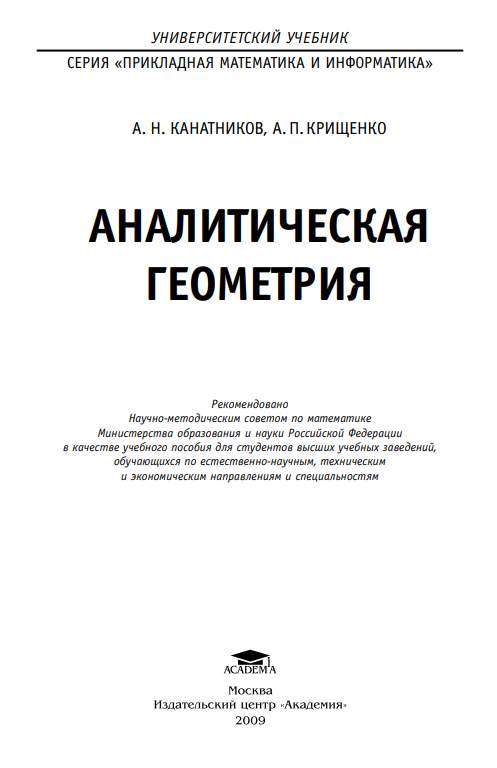 УНИВЕРСИТЕТСКИЙ УЧЕБНИК
СЕРИЯ «ПРИКЛАДНАЯ МАТЕМАТИКА И ИНФОРМАТИКА»
А. Н. КАНАТНИКОВ, А. П. КРИЩЕНКО
АНАЛИТИЧЕСКАЯ
ГЕОМЕТРИЯ
Рекомендовано
Научно-методическим советом по математике
Министерства образования и науки Российской Федерации
в качестве учебного пособия для студентов высших учебных заведений,
обучающихся по естественно-научным, техническим
и экономическим направлениям и специальностям
ACADEMA
Москва
Издательский центр «Академия»
2009